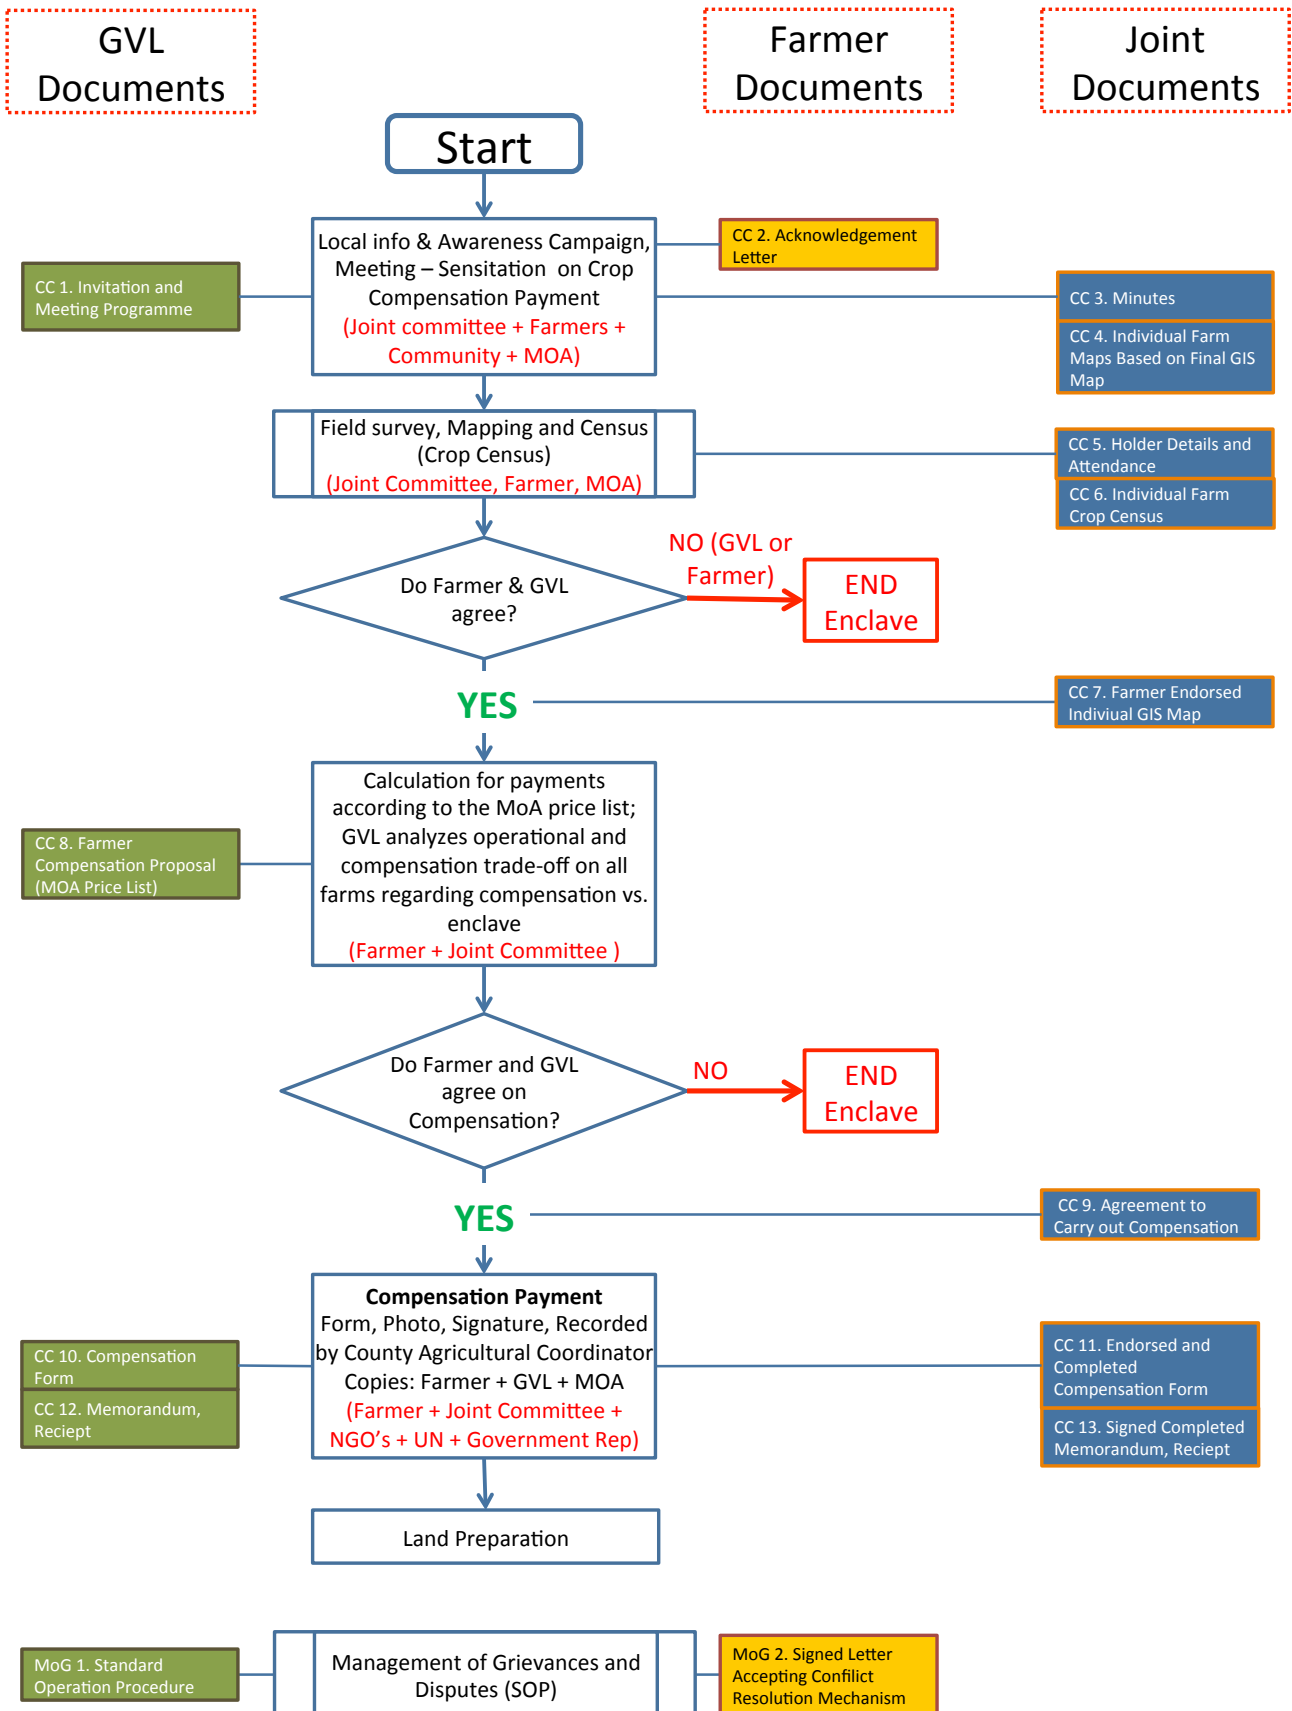 GVL
Documents
Farmer
Documents
Joint
Documents
Start
Local info & Awareness Campaign,
Meeting – Sensitation  on Crop
Compensation Payment
(Joint committee + Farmers +
Community + MOA)
CC 1. Invitation and
Meeting Programme
CC 2. Acknowledgement
Letter
CC 3. Minutes
CC 4. Individual Farm
Maps Based on Final GIS
Map
Field survey, Mapping and Census
(Crop Census)
(Joint Committee, Farmer, MOA)
CC 5. Holder Details and
Attendance
CC 6. Individual Farm
Crop Census
Do Farmer & GVL
agree?
NO (GVL or
Farmer)
END
Enclave
YES
CC 7. Farmer Endorsed
Indiviual GIS Map
Calculation for payments
according to the MoA price list;
GVL analyzes operational and
compensation trade-off on all
farms regarding compensation vs.
enclave
(Farmer + Joint Committee )
CC 8. Farmer
Compensation Proposal
(MOA Price List)
Do Farmer and GVL
agree on
Compensation?
NO
END
Enclave
YES
CC 9. Agreement to
Carry out Compensation
Compensation Payment
Form, Photo, Signature, Recorded
by County Agricultural Coordinator
Copies: Farmer + GVL + MOA
(Farmer + Joint Committee +
NGO’s + UN + Government Rep)
CC 10. Compensation
Form
CC 12. Memorandum,
Reciept
CC 11. Endorsed and
Completed
Compensation Form
CC 13. Signed Completed
Memorandum, Reciept
Land Preparation
MoG 1. Standard
Operation Procedure
Management of Grievances and
Disputes (SOP)
MoG 2. Signed Letter
Accepting Confilict
Resolution Mechanism